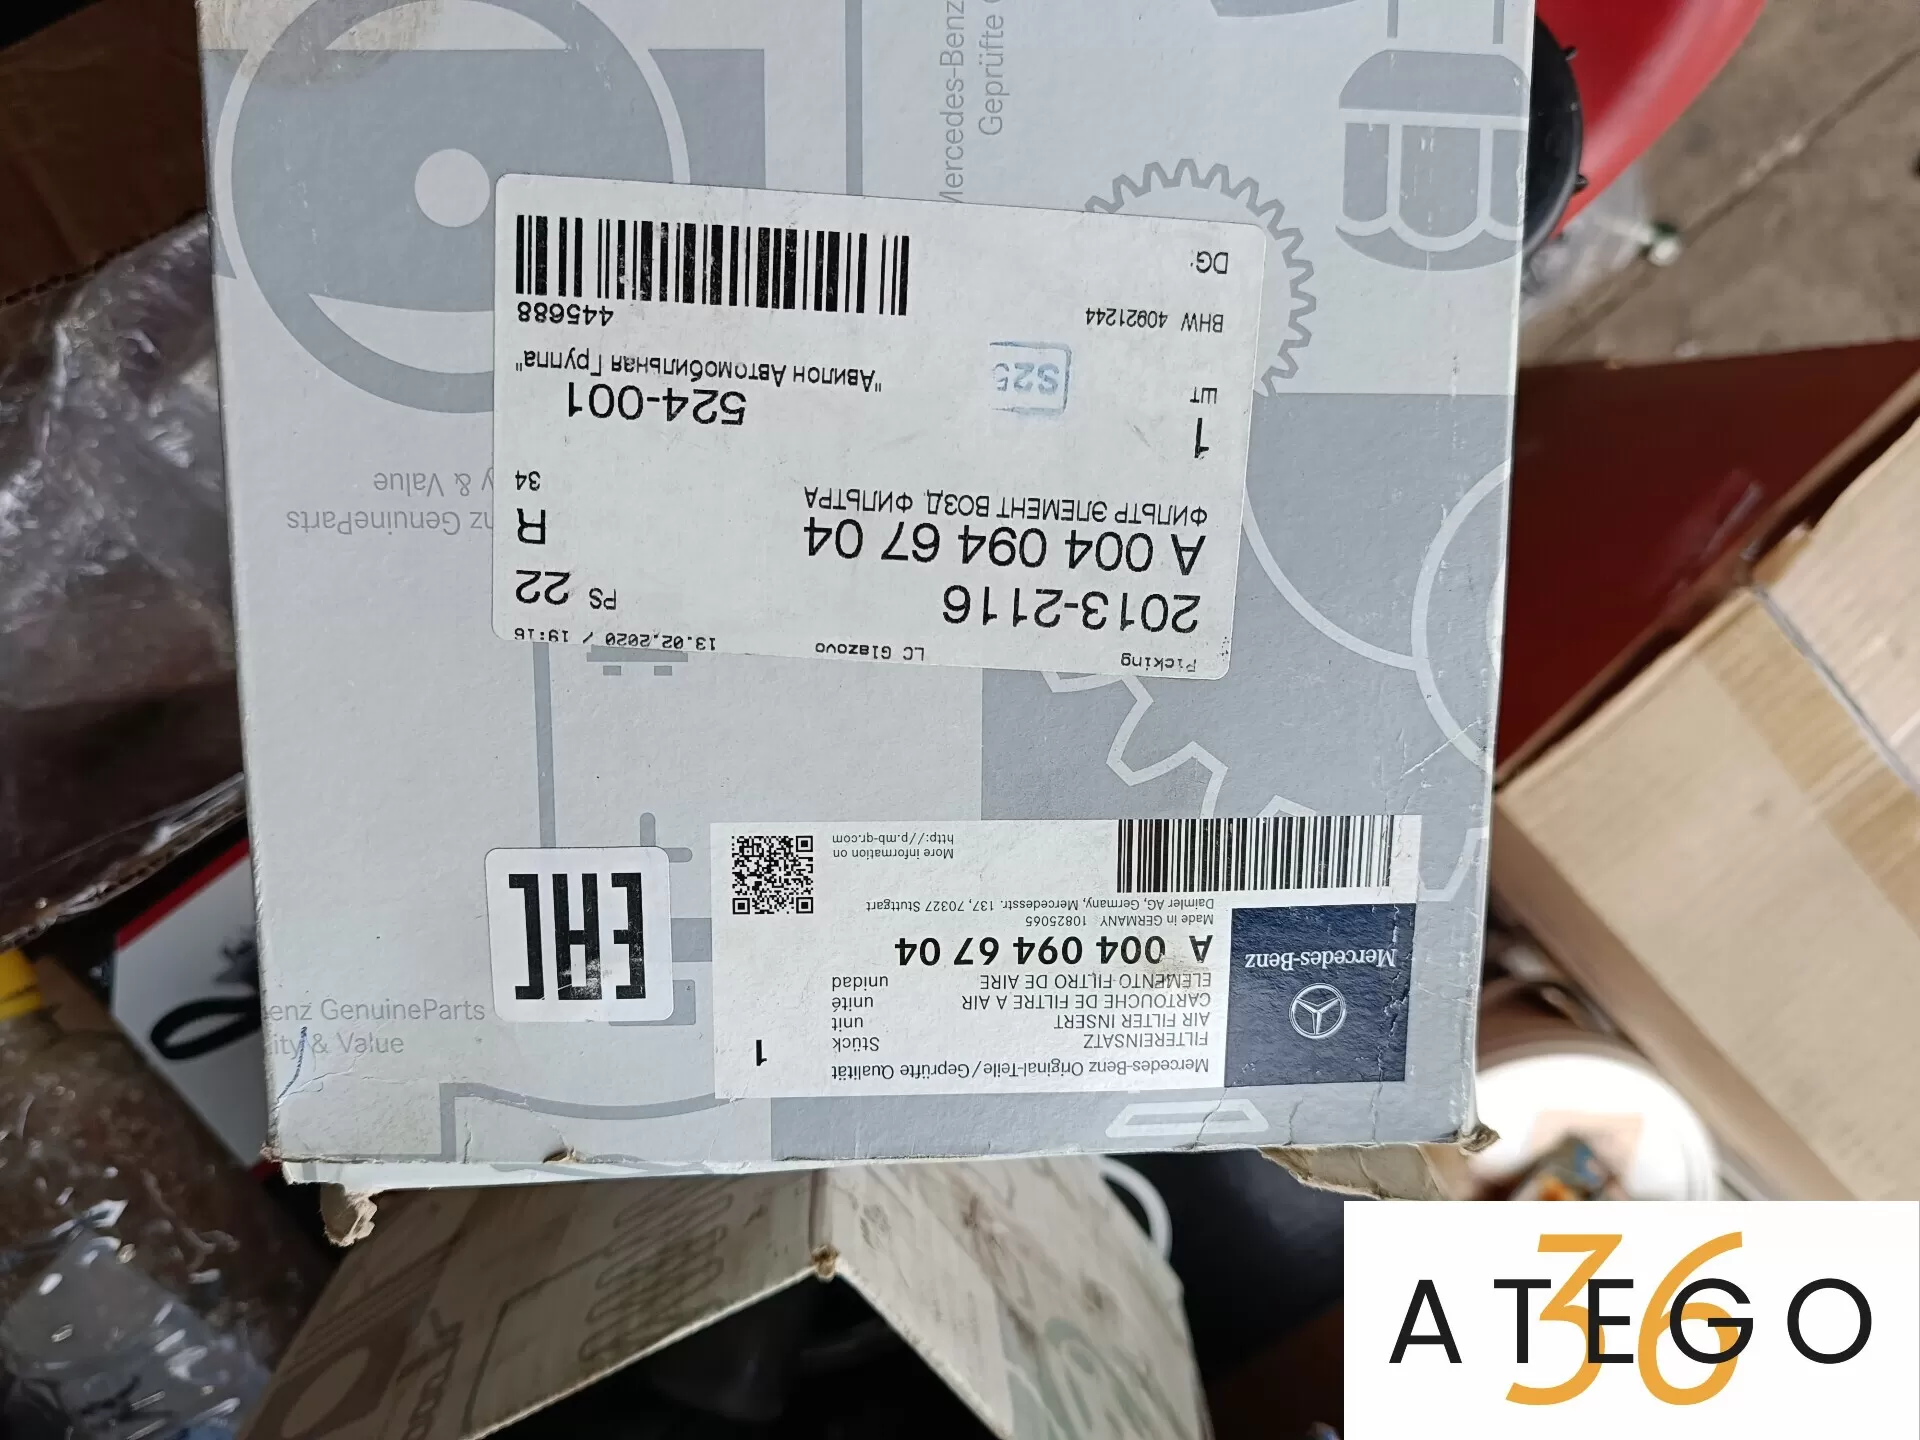 Picking
LC Glazovo
13.02.2020 / 19:16
2013-2116
PS 22
A 004 094 67 04
R
ФИЛЬТР ЭЛЕМЕНТ ВОЗД. ФИЛЬТРА
34
1
524-001
шт
"Авилон Автомобильная Группа"
S25
BHW 40921244
445688
DG:
Mercedes-Benz Original-Teile/Geprüfte Qualität
FILTEREINSATZ Stück
1
AIR FILTER INSERT unit
CARTOUCHE DE FILTRE A AIR unité
ELEMENTO FILTRO DE AIRE unidad
A 004 094 67 04
Made in GERMANY 10825065
Daimler AG, Germany, Mercedesstr. 137, 70327 Stuttgart
More information on
http://p.mb-qr.com
Mercedes-Benz
EAC
Mercedes-Benz
Geprüfte
GenuineParts
& Value
GenuineParts
& Value
ATEGO
36